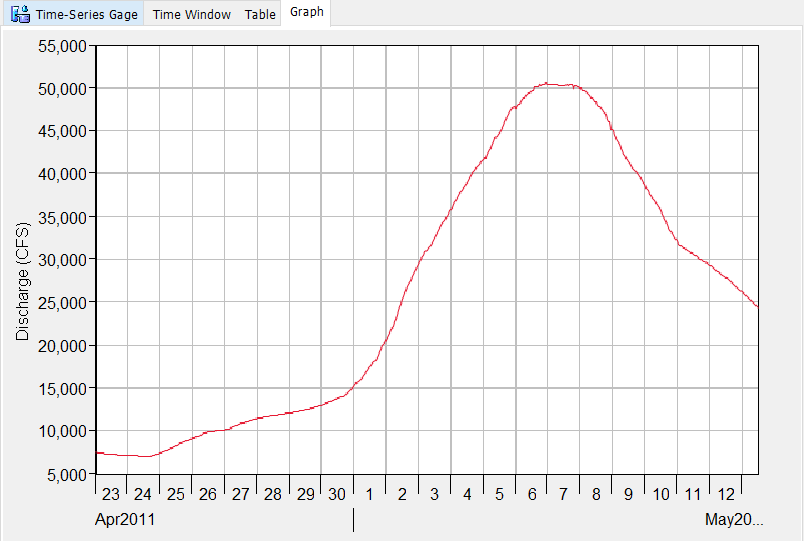 Time-Series Gage Time Window Table Graph
55,000
50,000
45,000
40,000
35,000
30,000
25,000
20,000
15,000
10,000
5,000
Discharge (CFS)
23 24 25 26 27 28 29 30 1 2 3 4 5 6 7 8 9 10 11 12
Apr2011 May20...